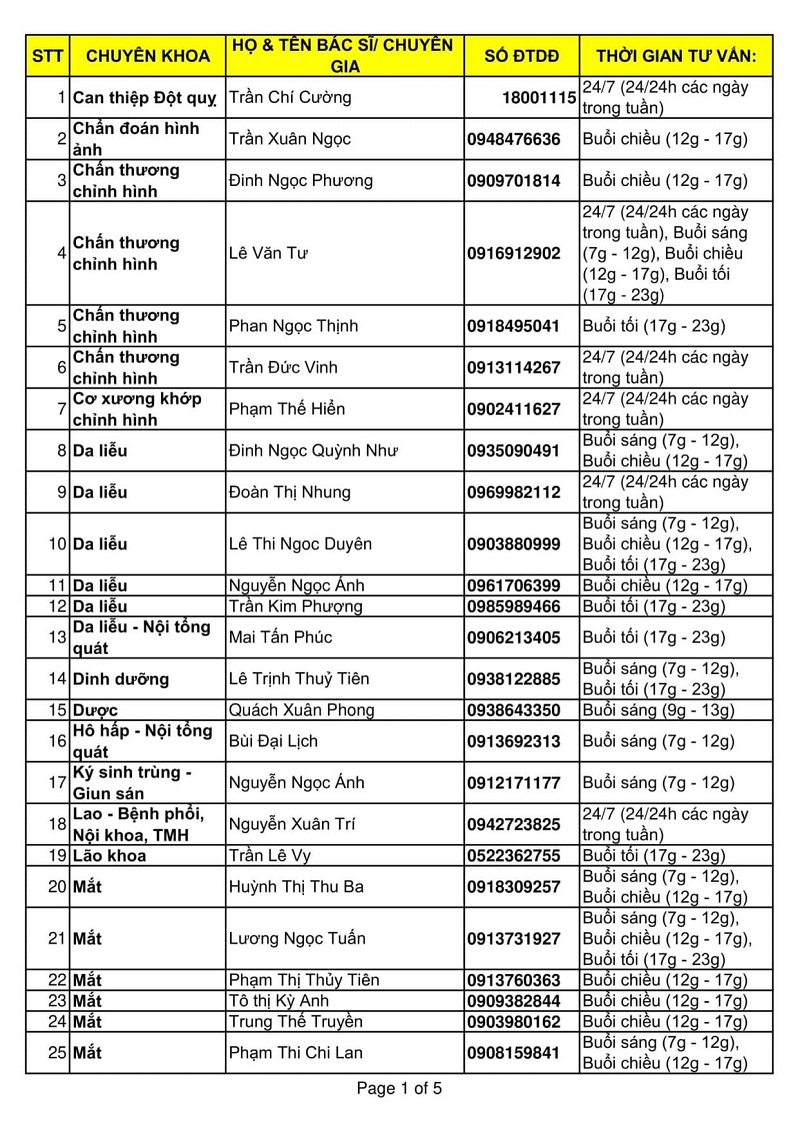 STT CHUYÊN KHOA HỌ & TÊN BÁC SĨ/ CHUYÊN GIA SỐ ĐTDĐ THỜI GIAN TƯ VẤN:
1 Can thiệp Đột quỵ Trần Chí Cường 18001115 24/7 (24/24h các ngày trong tuần)
2 Chẩn đoán hình ảnh Trần Xuân Ngọc 0948476636 Buổi chiều (12g - 17g)
3 Chấn thương chỉnh hình Đinh Ngọc Phương 0909701814 Buổi chiều (12g - 17g)
4 Chấn thương chỉnh hình Lê Văn Tư 0916912902 24/7 (24/24h các ngày trong tuần), Buổi sáng (7g - 12g), Buổi chiều (12g - 17g), Buổi tối (17g - 23g)
5 Chấn thương chỉnh hình Phan Ngọc Thịnh 0918495041 Buổi tối (17g - 23g)
6 Chấn thương chỉnh hình Trần Đức Vinh 0913114267 24/7 (24/24h các ngày trong tuần)
7 Cơ xương khớp chỉnh hình Phạm Thế Hiển 0902411627 24/7 (24/24h các ngày trong tuần)
8 Da liễu Đinh Ngọc Quỳnh Như 0935090491 Buổi sáng (7g - 12g), Buổi chiều (12g - 17g)
9 Da liễu Đoàn Thị Nhung 0969982112 24/7 (24/24h các ngày trong tuần)
10 Da liễu Lê Thi Ngoc Duyên 0903880999 Buổi sáng (7g - 12g), Buổi chiều (12g - 17g), Buổi tối (17g - 23g)
11 Da liễu Nguyễn Ngọc Ánh 0961706399 Buổi chiều (12g - 17g)
12 Da liễu Trần Kim Phượng 0985989466 Buổi tối (17g - 23g)
13 Da liễu - Nội tổng quát Mai Tấn Phúc 0906213405 Buổi tối (17g - 23g)
14 Dinh dưỡng Lê Trịnh Thuỷ Tiên 0938122885 Buổi sáng (7g - 12g), Buổi tối (17g - 23g)
15 Dược Quách Xuân Phong 0938643350 Buổi sáng (9g - 13g)
16 Hô hấp - Nội tổng quát Bùi Đại Lịch 0913692313 Buổi sáng (7g - 12g)
17 Ký sinh trùng - Giun sán Nguyễn Ngọc Ánh 0912171177 Buổi sáng (7g - 12g)
18 Lao - Bệnh phổi, Nội khoa, TMH Nguyễn Xuân Trí 0942723825 24/7 (24/24h các ngày trong tuần)
19 Lão khoa Trần Lê Vy 0522362755 Buổi tối (17g - 23g)
20 Mắt Huỳnh Thị Thu Ba 0918309257 Buổi sáng (7g - 12g), Buổi chiều (12g - 17g)
21 Mắt Lương Ngọc Tuấn 0913731927 Buổi sáng (7g - 12g), Buổi chiều (12g - 17g), Buổi tối (17g - 23g)
22 Mắt Phạm Thị Thủy Tiên 0913760363 Buổi chiều (12g - 17g)
23 Mắt Tô thị Kỳ Anh 0909382844 Buổi chiều (12g - 17g)
24 Mắt Trung Thế Truyền 0903980162 Buổi chiều (12g - 17g)
25 Mắt Phạm Thi Chi Lan 0908159841 Buổi sáng (7g - 12g), Buổi chiều (12g - 17g)
Page 1 of 5